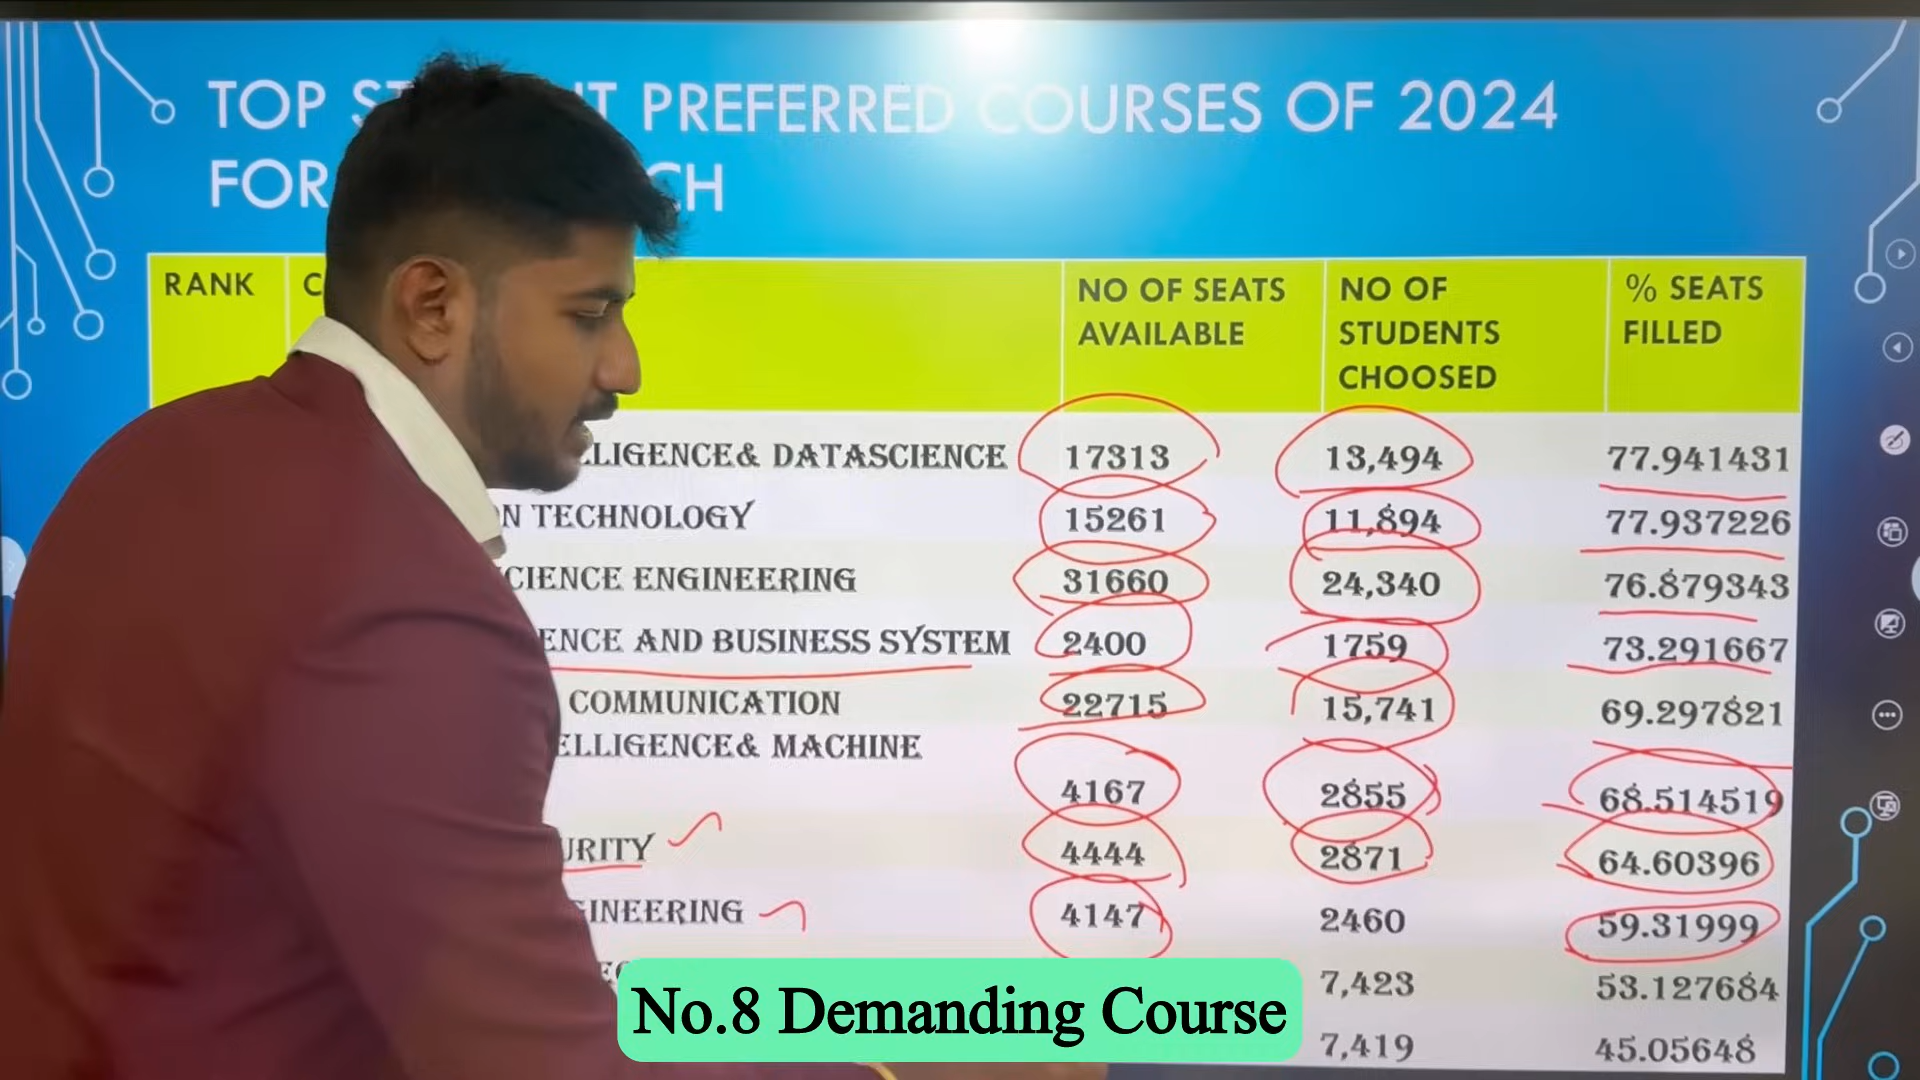 TOP PREFERRED COURSES OF 2024
FOR
RANK
NO OF SEATS AVAILABLE
NO OF STUDENTS CHOOSED
% SEATS FILLED
LLIGENCE& DATASCIENCE 17313 13,494 77.941431
N TECHNOLOGY 15261 11,894 77.937226
CIENCE ENGINEERING 31660 24,340 76.879343
ENCE AND BUSINESS SYSTEM 2400 1759 73.291667
COMMUNICATION 22715 15,741 69.297821
ELLIGENCE& MACHINE
4167 2855 68.514519
URITY 4444 2871 64.60396
GINEERING 4147 2460 59.31999
7,423 53.127684
7,419 45.05648
No.8 Demanding Course